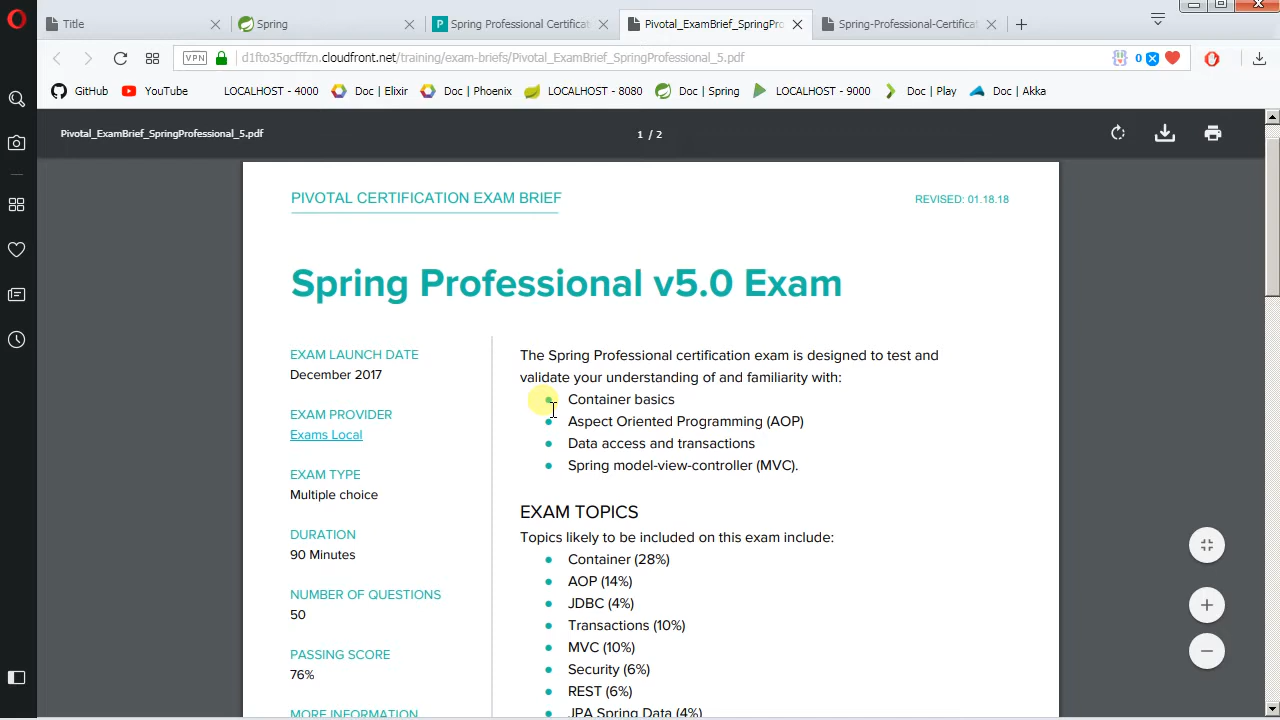 Title
Spring
Spring Professional Certificat
Pivotal_ExamBrief_SpringPro
Spring-Professional-Certifica
VPN
d1fto35gcfffzn.cloudfront.net/training/exam-briefs/Pivotal_ExamBrief_SpringProfessional_5.pdf
0
GitHub
YouTube
LOCALHOST - 4000
Doc | Elixir
Doc | Phoenix
LOCALHOST - 8080
Doc | Spring
LOCALHOST - 9000
Doc | Play
Doc | Akka
Pivotal_ExamBrief_SpringProfessional_5.pdf
1 / 2
PIVOTAL CERTIFICATION EXAM BRIEF
REVISED: 01.18.18
Spring Professional v5.0 Exam
EXAM LAUNCH DATE
December 2017
EXAM PROVIDER
Exams Local
EXAM TYPE
Multiple choice
DURATION
90 Minutes
NUMBER OF QUESTIONS
50
PASSING SCORE
76%
MORE INFORMATION
The Spring Professional certification exam is designed to test and
validate your understanding of and familiarity with:
• Container basics
• Aspect Oriented Programming (AOP)
• Data access and transactions
• Spring model-view-controller (MVC).
EXAM TOPICS
Topics likely to be included on this exam include:
• Container (28%)
• AOP (14%)
• JDBC (4%)
• Transactions (10%)
• MVC (10%)
• Security (6%)
• REST (6%)
• JPA Spring Data (4%)